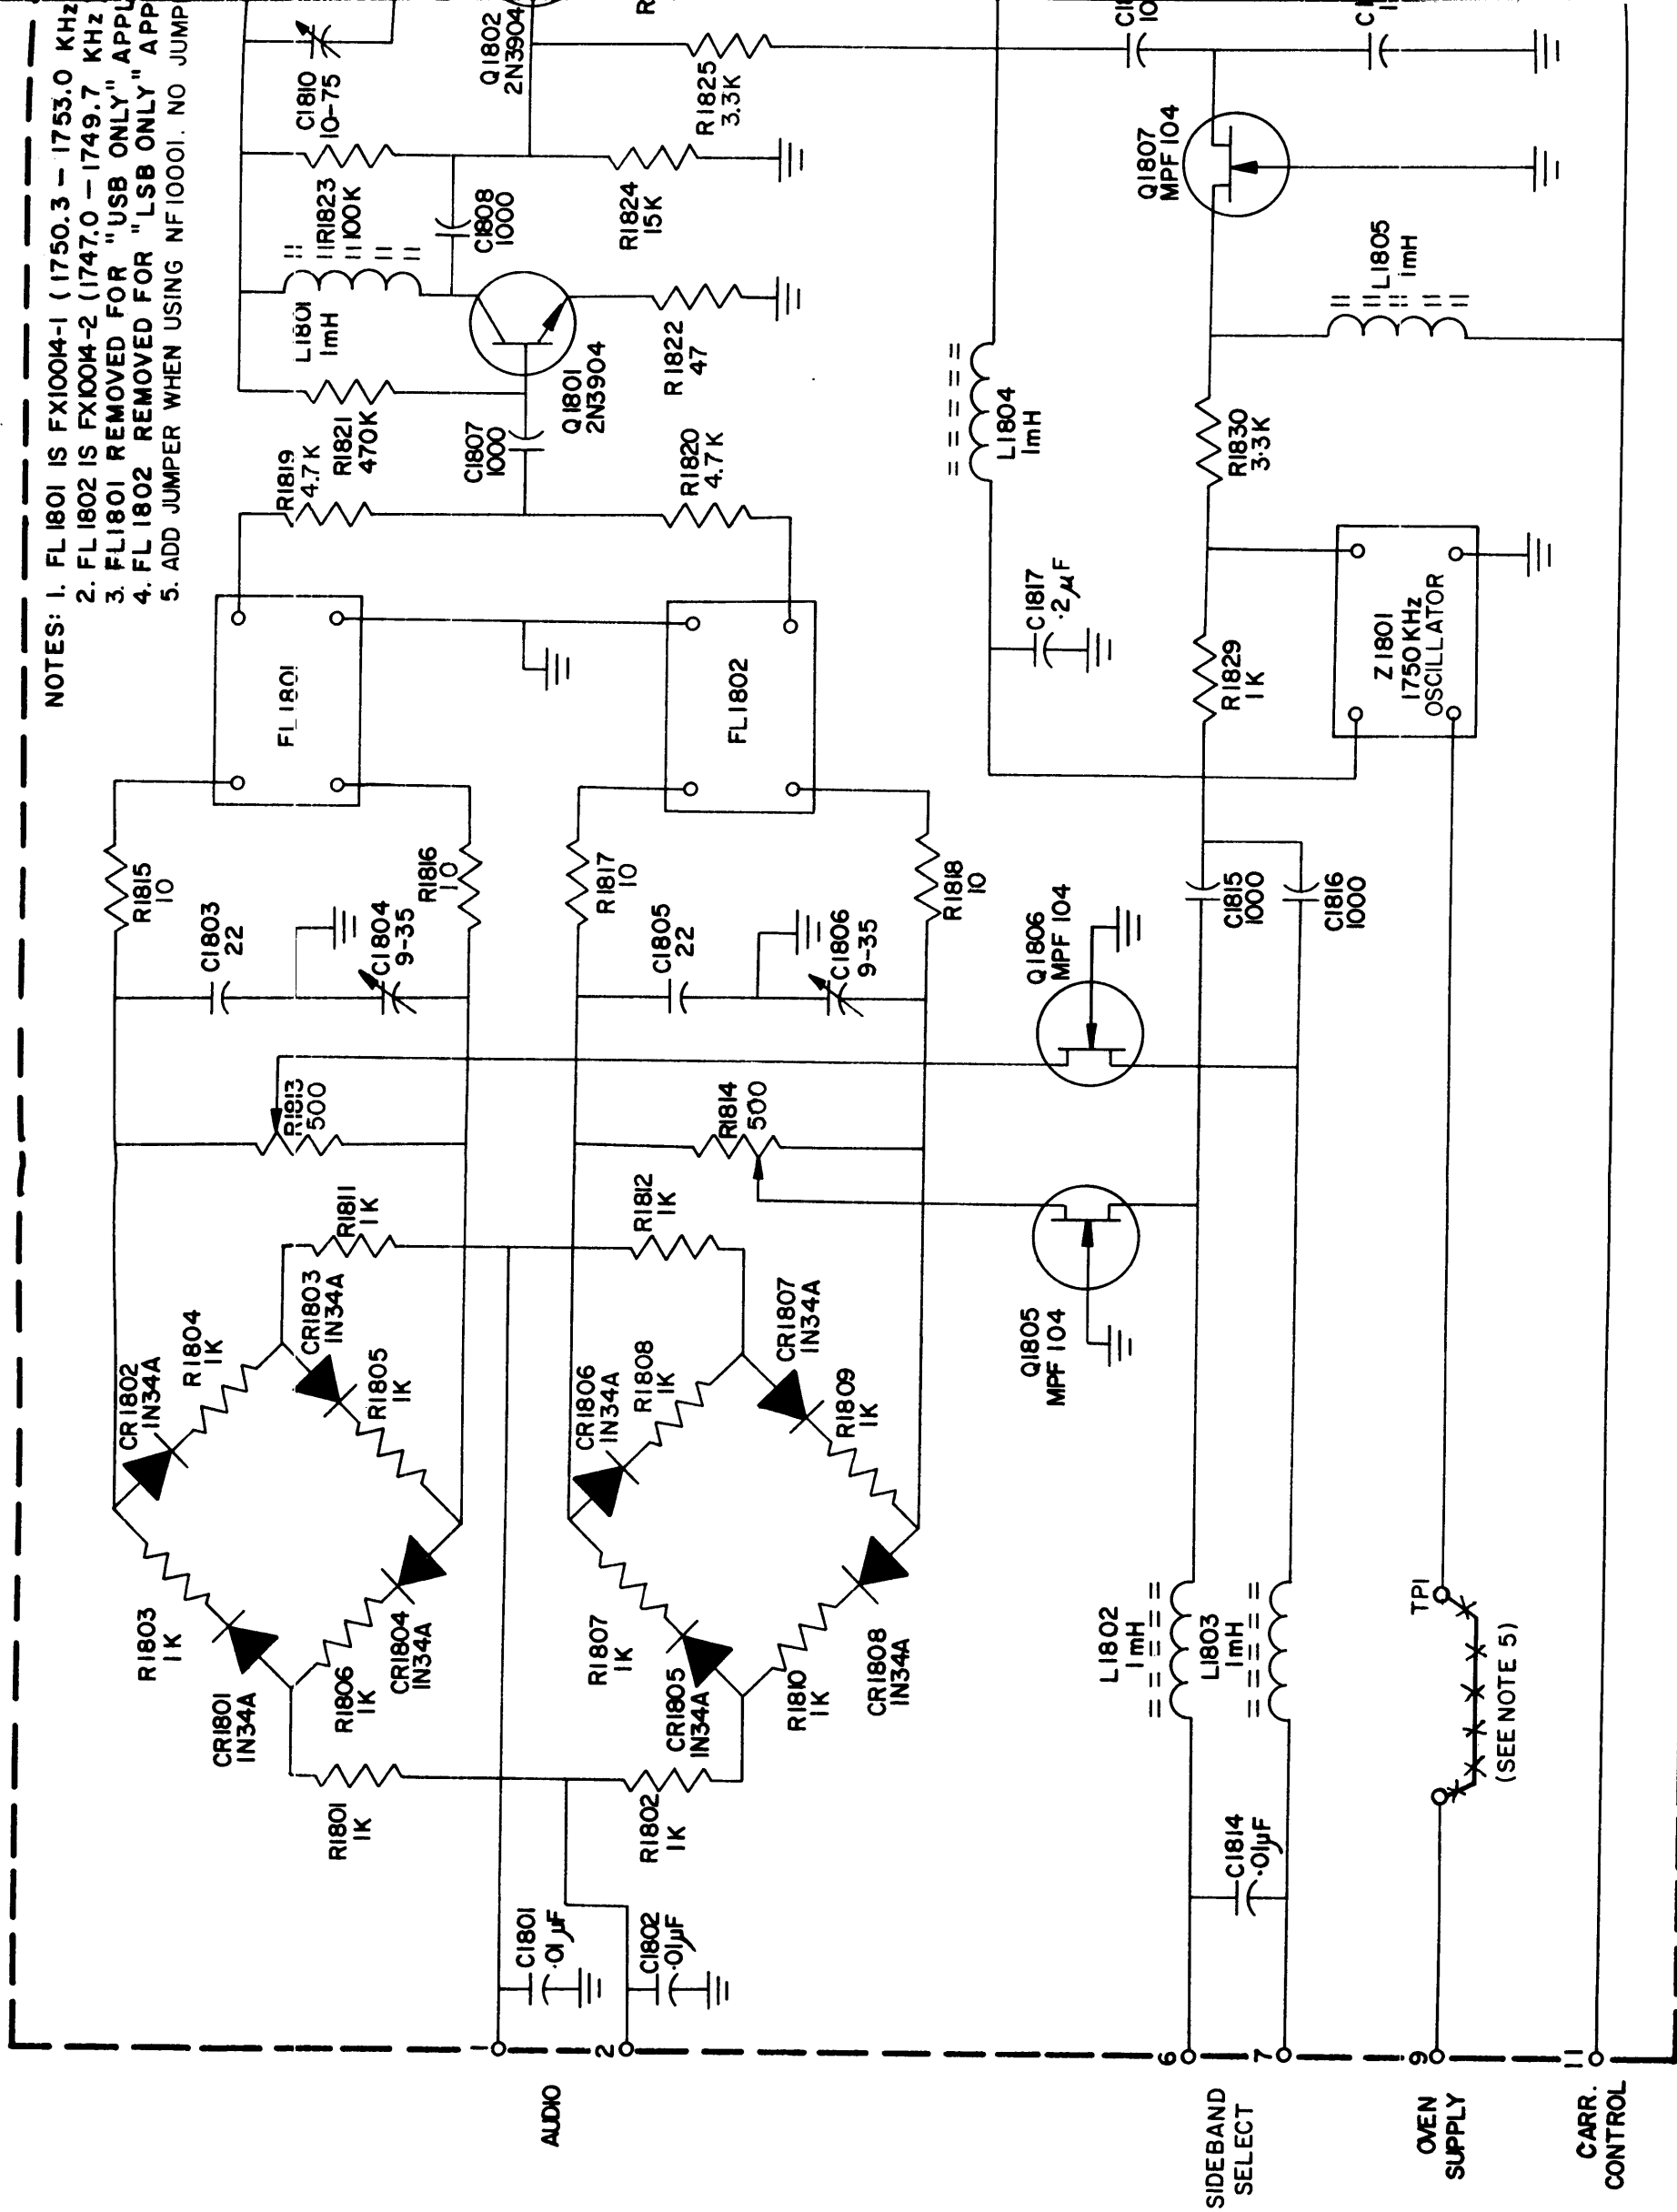 NOTES: 1. FL1801 IS FX10014-1 (1750.3 - 1753.0 KHz
2. FL1802 IS FX10014-2 (1747.0 - 1749.7 KHz
3. FL1801 REMOVED FOR "USB ONLY"
4. FL1802 REMOVED FOR "LSB ONLY"
5. ADD JUMPER WHEN USING NF10001. NO
C1810
10-75
Q1802
2N3904
R1825
3.3K
R1823
100K
C1808
1000
R1824
15K
L1801
1mH
Q1801
2N3904
R1822
47
R1821
470K
R1819
4.7K
C1807
1000
R1820
4.7K
FL1801
FL1802
R1815
10
R1816
10
R1817
10
R1818
10
C1803
22
C1804
9-35
C1805
22
C1806
9-35
R1813
500
R1814
500
R1811
1K
R1812
1K
CR1802
1N34A
R1804
1K
CR1803
1N34A
R1805
1K
CR1806
1N34A
R1808
1K
CR1807
1N34A
R1809
1K
R1803
1K
CR1801
1N34A
R1806
1K
CR1804
1N34A
R1807
1K
CR1805
1N34A
R1810
1K
CR1808
1N34A
R1801
1K
R1802
1K
C1801
.01µF
C1802
.01µF
1
2
AUDIO
Q1807
MPF104
L1805
1mH
L1804
1mH
R1830
3.3K
C1817
.2µF
R1829
1K
Z1801
1750KHz
OSCILLATOR
Q1806
MPF 104
C1815
1000
C1816
1000
Q1805
MPF 104
L1802
1mH
L1803
1mH
TP1
(SEE NOTE 5)
C1814
.01µF
6
7
9
11
SIDEBAND
SELECT
OVEN
SUPPLY
CARR.
CONTROL